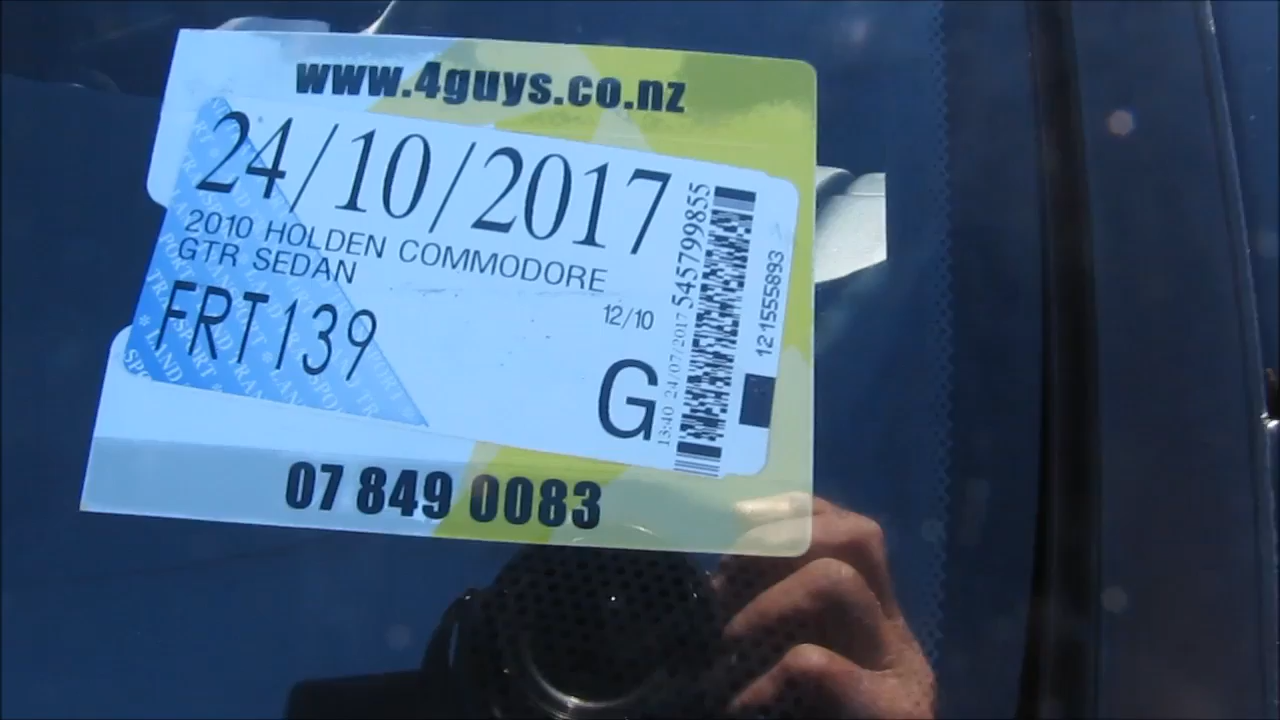 www.4guys.co.nz
24/10/2017
2010 HOLDEN COMMODORE
GTR SEDAN
FRT139
12/10
G
13:40 24/07/2017 545799855
121555893
07 849 0083